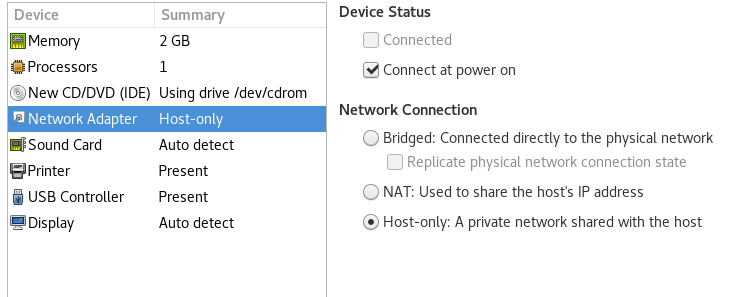 Device Summary
Memory 2 GB
Processors 1
New CD/DVD (IDE) Using drive /dev/cdrom
Network Adapter Host-only
Sound Card Auto detect
Printer Present
USB Controller Present
Display Auto detect
Device Status
Connected
Connect at power on
Network Connection
Bridged: Connected directly to the physical network
Replicate physical network connection state
NAT: Used to share the host's IP address
Host-only: A private network shared with the host